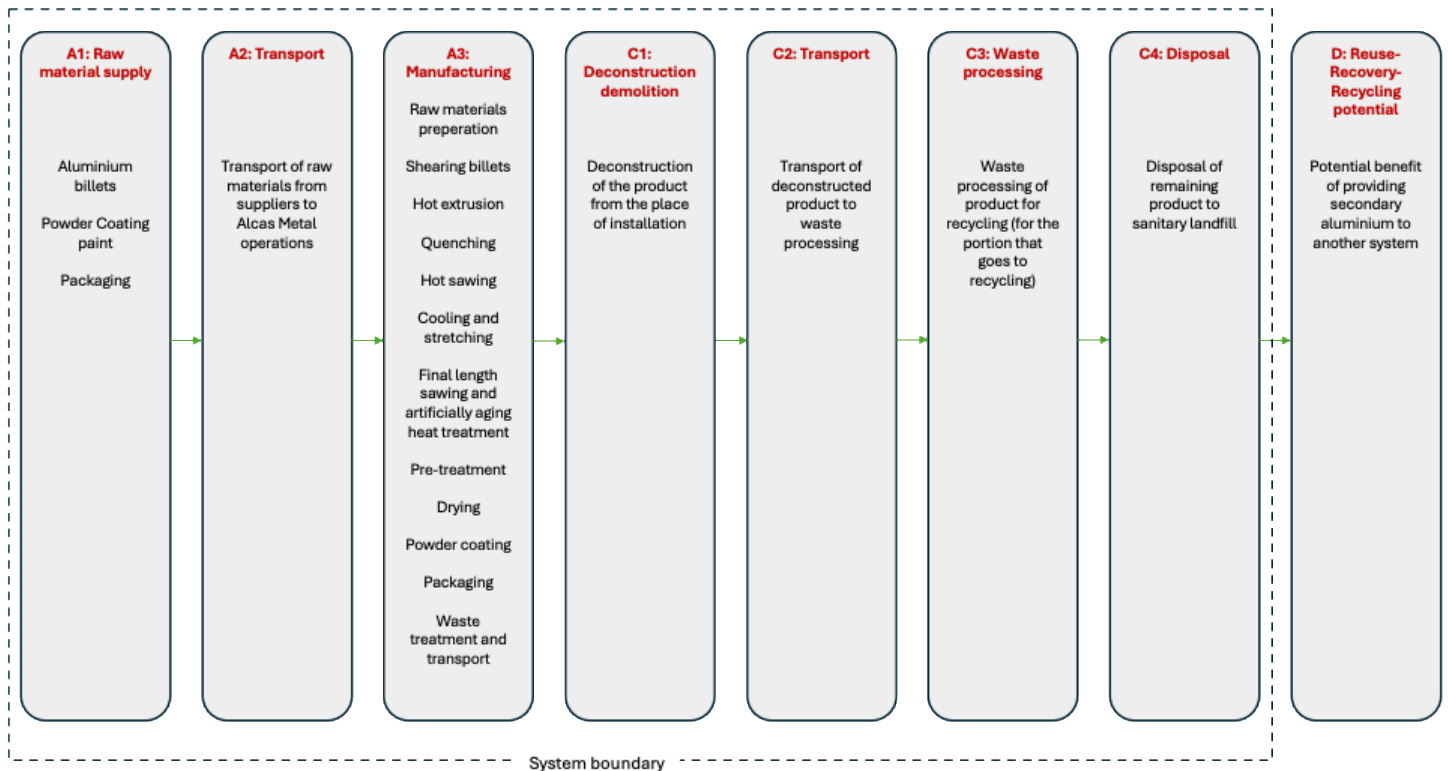 A1: Raw
material supply
Aluminium
billets
Powder Coating
paint
Packaging
A2: Transport
Transport of raw
materials from
suppliers to
Alcas Metal
operations
A3:
Manufacturing
Raw materials
preperation
Shearing billets
Hot extrusion
Quenching
Hot sawing
Cooling and
stretching
Final length
sawing and
artificially aging
heat treatment
Pre-treatment
Drying
Powder coating
Packaging
Waste
treatment and
transport
C1:
Deconstruction
demolition
Deconstruction
of the product
from the place
of installation
C2: Transport
Transport of
deconstructed
product to
waste
processing
C3: Waste
processing
Waste
processing of
product for
recycling (for the
portion that
goes to
recycling)
C4: Disposal
Disposal of
remaining
product to
sanitary landfill
D: Reuse-
Recovery-
Recycling
potential
Potential benefit
of providing
secondary
aluminium to
another system
System boundary